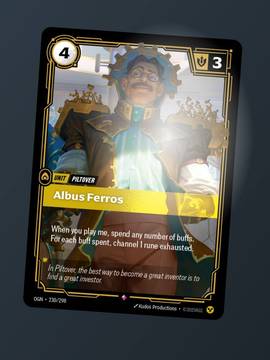 4
3
UNIT PILTOVER
Albus Ferros
When you play me, spend any number of buffs.
For each buff spent, channel 1 rune exhausted.
In Piltover, the best way to become a great inventor is to
find a great investor.
OGN • 230/298
Kudos Productions